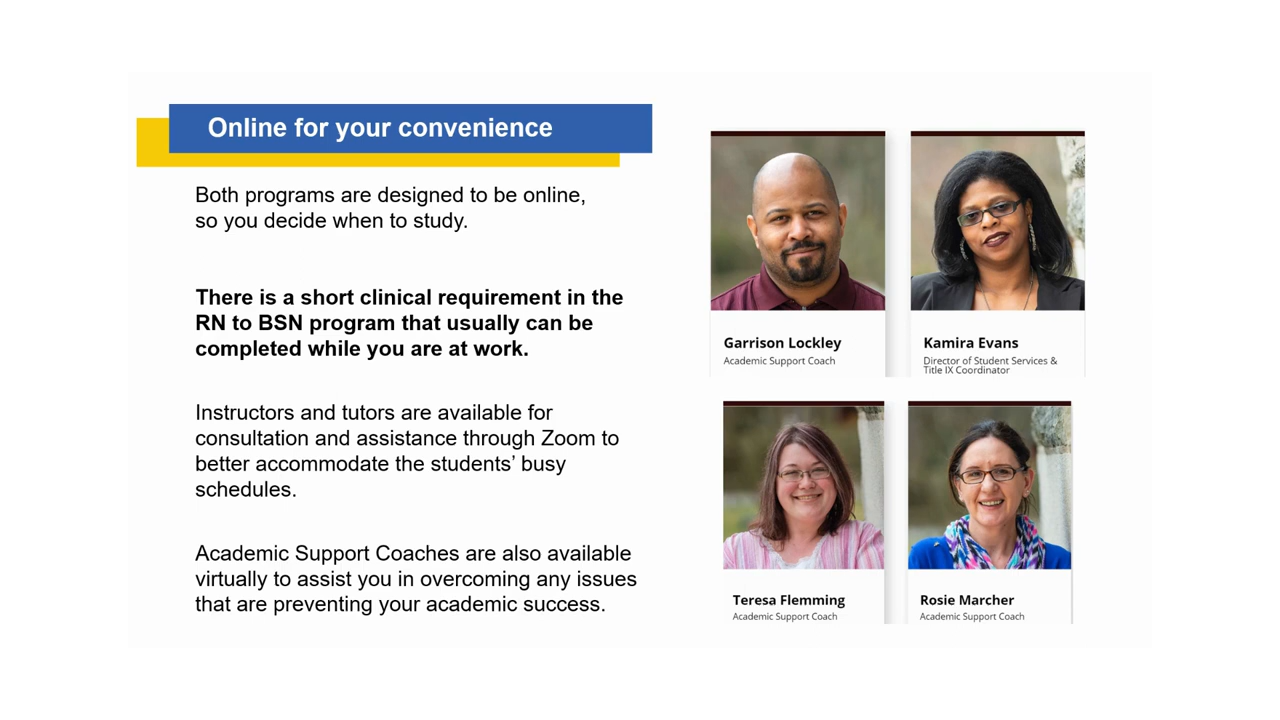 Online for your convenience
Both programs are designed to be online,
so you decide when to study.
There is a short clinical requirement in the
RN to BSN program that usually can be
completed while you are at work.
Instructors and tutors are available for
consultation and assistance through Zoom to
better accommodate the students’ busy
schedules.
Academic Support Coaches are also available
virtually to assist you in overcoming any issues
that are preventing your academic success.
Garrison Lockley
Academic Support Coach
Kamira Evans
Director of Student Services &
Title IX Coordinator
Teresa Flemming
Academic Support Coach
Rosie Marcher
Academic Support Coach